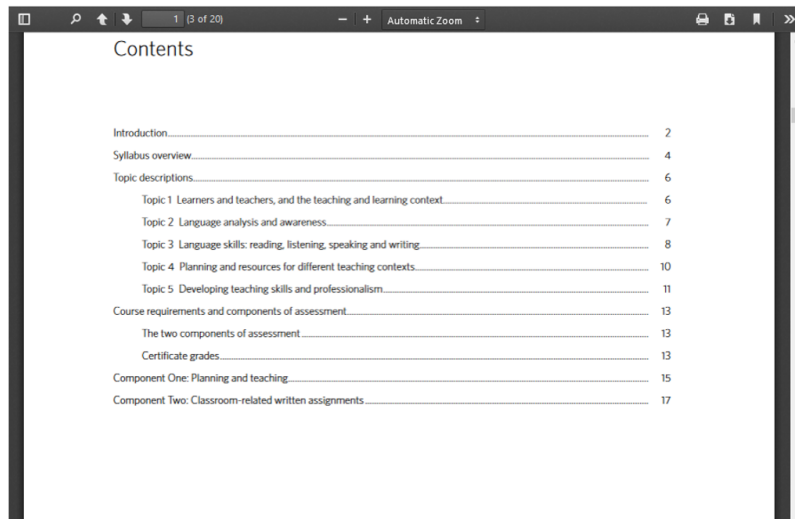 1 (3 of 20) − + Automatic Zoom
Contents
Introduction 2
Syllabus overview 4
Topic descriptions 6
Topic 1 Learners and teachers, and the teaching and learning context 6
Topic 2 Language analysis and awareness 7
Topic 3 Language skills: reading, listening, speaking and writing 8
Topic 4 Planning and resources for different teaching contexts 10
Topic 5 Developing teaching skills and professionalism 11
Course requirements and components of assessment 13
The two components of assessment 13
Certificate grades 13
Component One: Planning and teaching 15
Component Two: Classroom-related written assignments 17